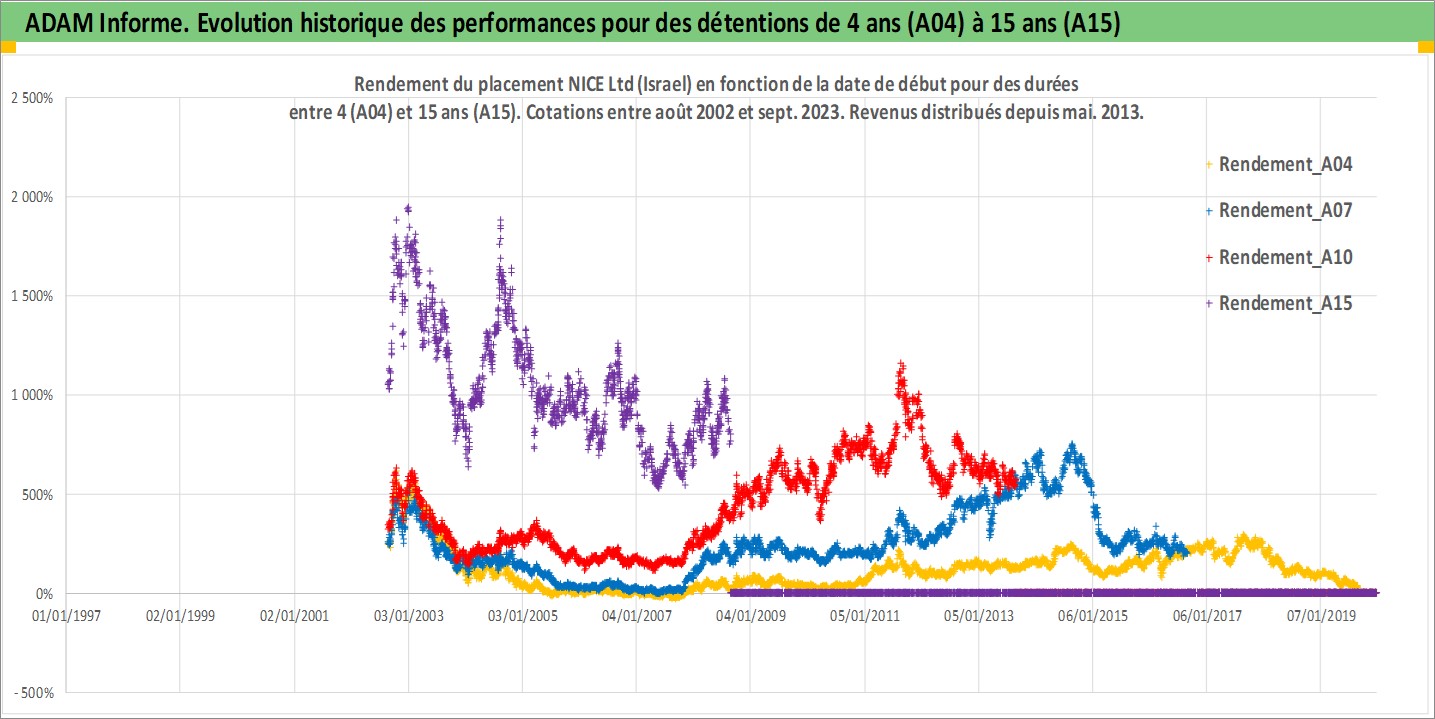 ADAM Informe. Evolution historique des performances pour des détentions de 4 ans (A04) à 15 ans (A15)
Rendement du placement NICE Ltd (Israel) en fonction de la date de début pour des durées
entre 4 (A04) et 15 ans (A15). Cotations entre août 2002 et sept. 2023. Revenus distribués depuis mai. 2013.
2 500%
2 000%
1 500%
1 000%
500%
0%
-500%
Rendement_A04
Rendement_A07
Rendement_A10
Rendement_A15
01/01/1997
02/01/1999
02/01/2001
03/01/2003
03/01/2005
04/01/2007
04/01/2009
05/01/2011
05/01/2013
06/01/2015
06/01/2017
07/01/2019